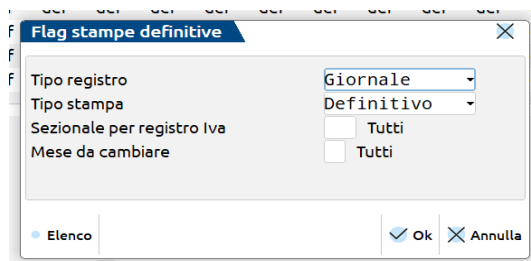 Flag stampe definitive
Tipo registro Giornale
Tipo stampa Definitivo
Sezionale per registro Iva Tutti
Mese da cambiare Tutti
Elenco Ok Annulla